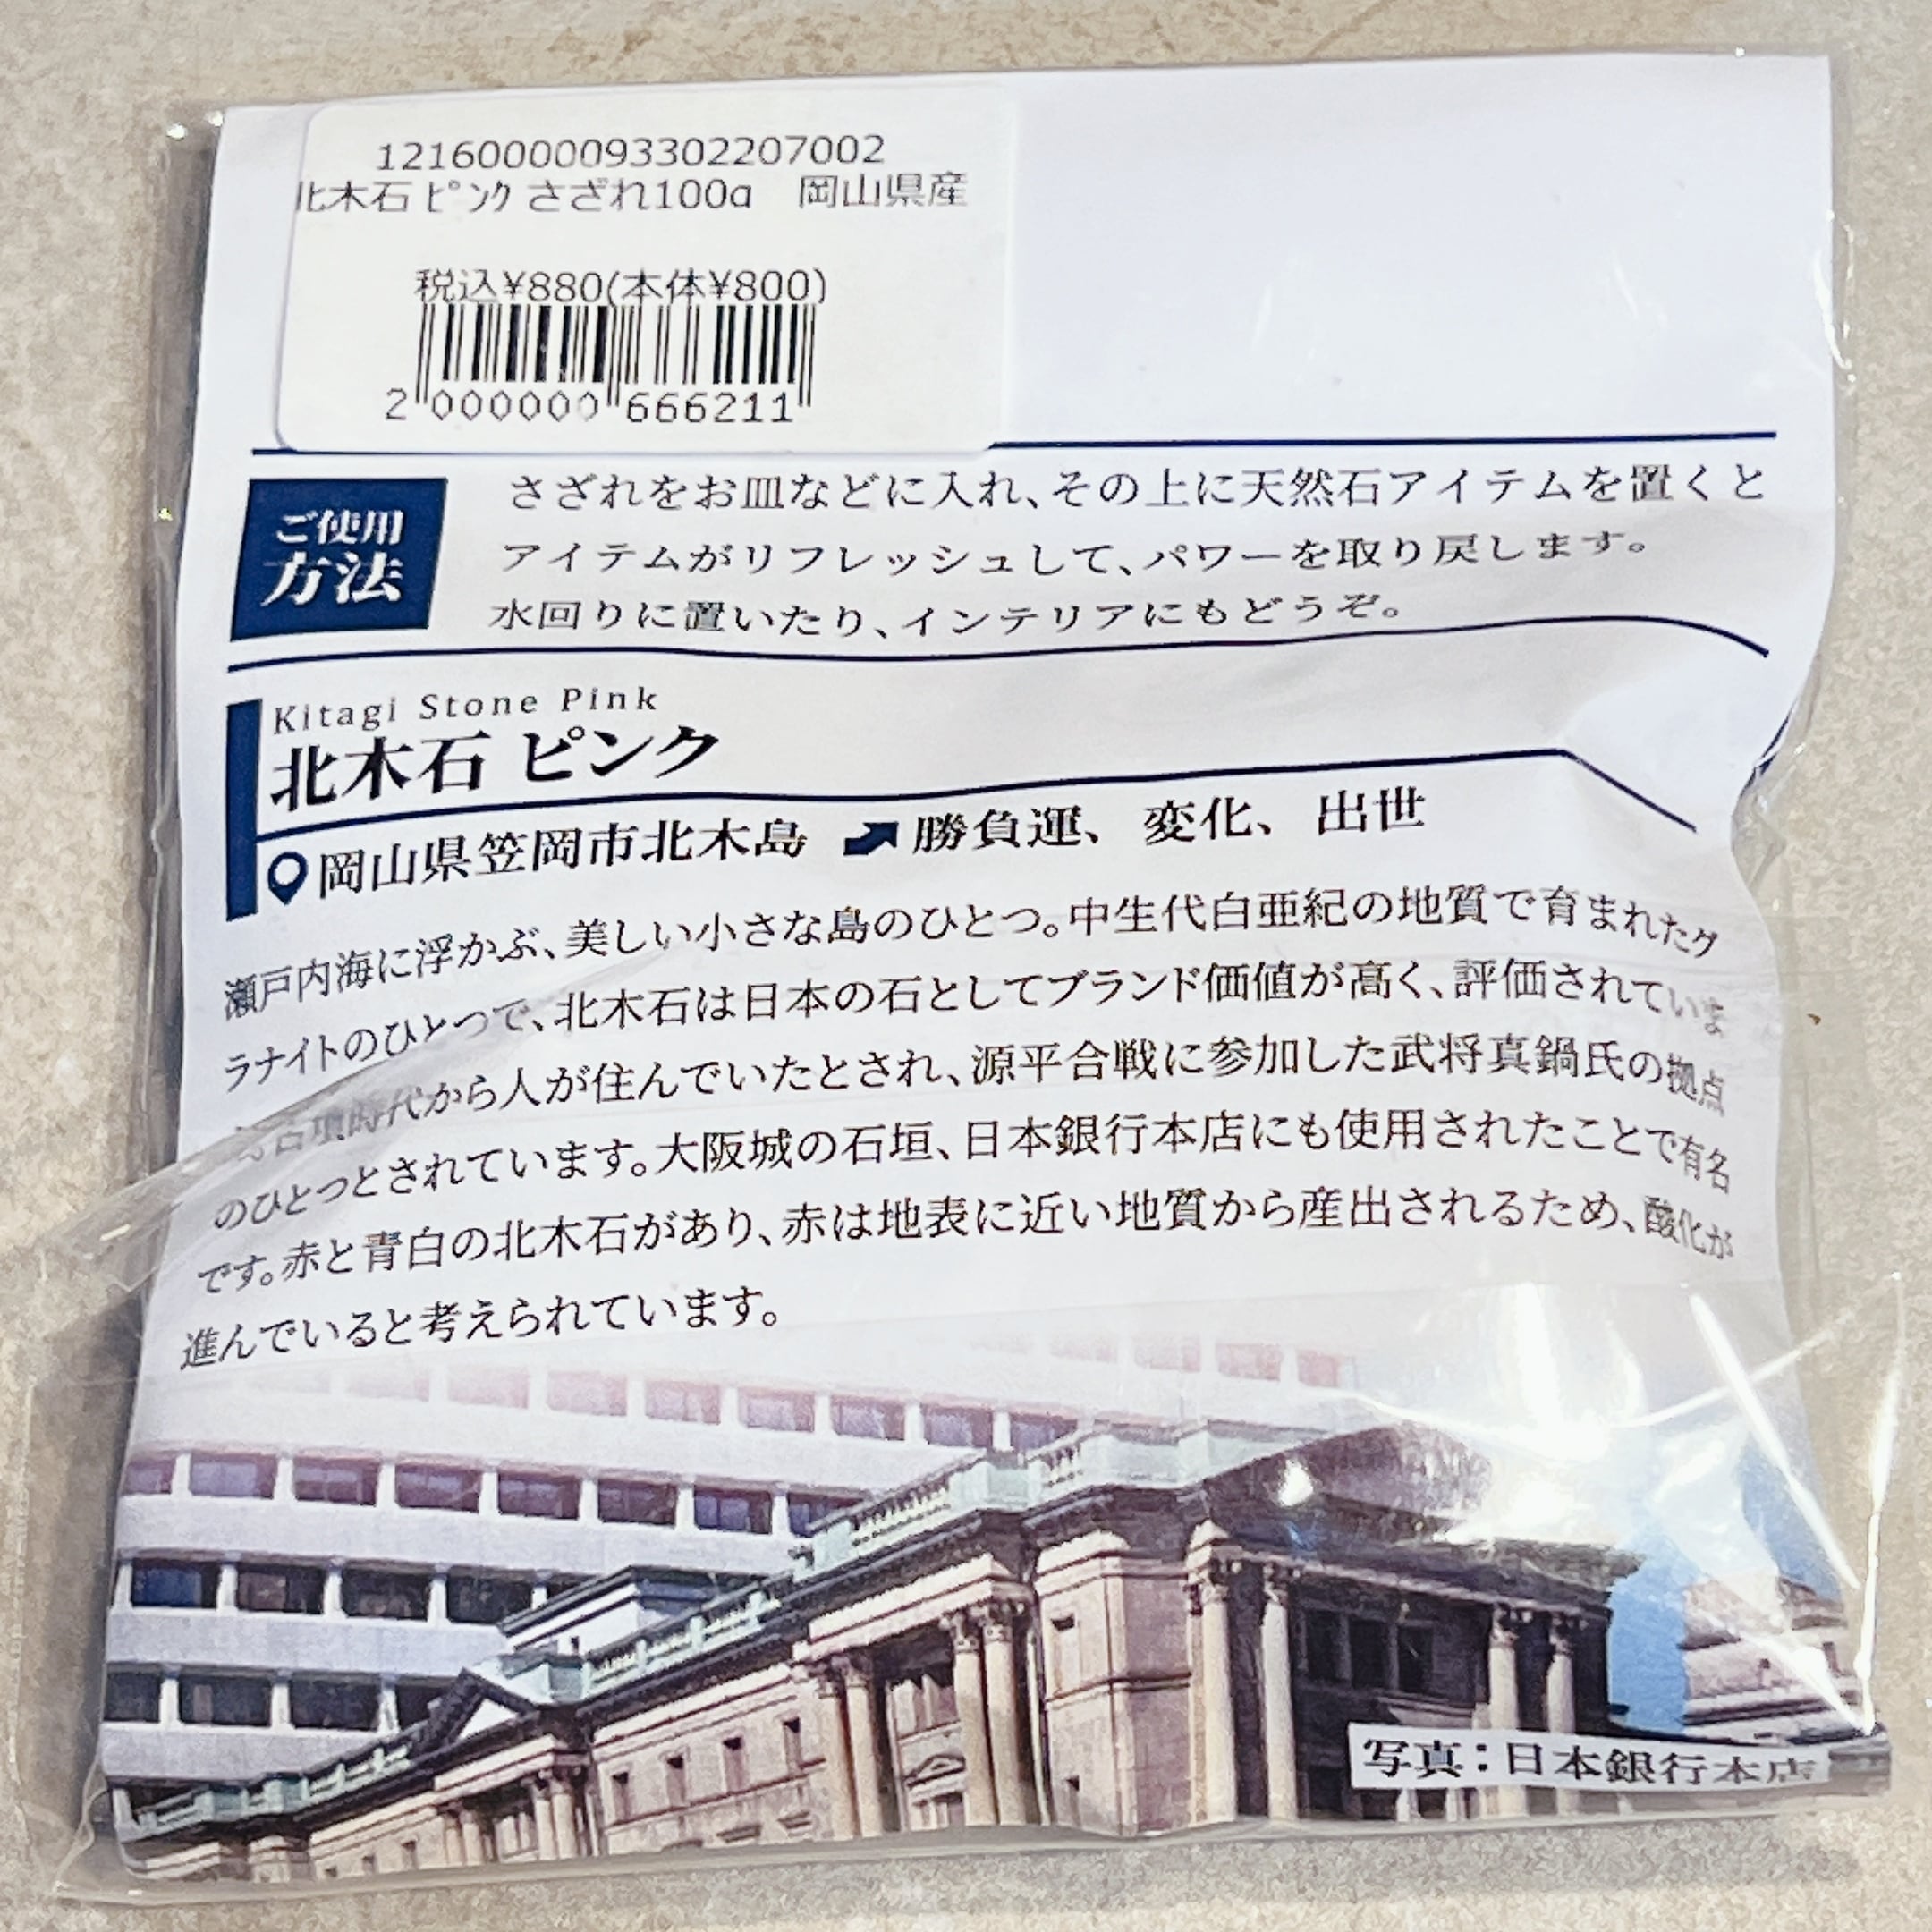 12160000093302207002
北木石 ﾋﾟﾝｸ さざれ100g　岡山県産
税込¥880(本体¥800)
2 000000 666211
ご使用
方法
さざれをお皿などに入れ、その上に天然石アイテムを置くと
アイテムがリフレッシュして、パワーを取り戻します。
水回りに置いたり、インテリアにもどうぞ。
Kitagi Stone Pink
北木石 ピンク
岡山県笠岡市北木島 勝負運、変化、出世
瀬戸内海に浮かぶ、美しい小さな島のひとつ。中生代白亜紀の地質で育まれたグ
ラナイトのひとつで、北木石は日本の石としてブランド価値が高く、評価されていま
古墳時代から人が住んでいたとされ、源平合戦に参加した武将真鍋氏の拠点
のひとつとされています。大阪城の石垣、日本銀行本店にも使用されたことで有名
です。赤と青白の北木石があり、赤は地表に近い地質から産出されるため、酸化が
進んでいると考えられています。
写真：日本銀行本店